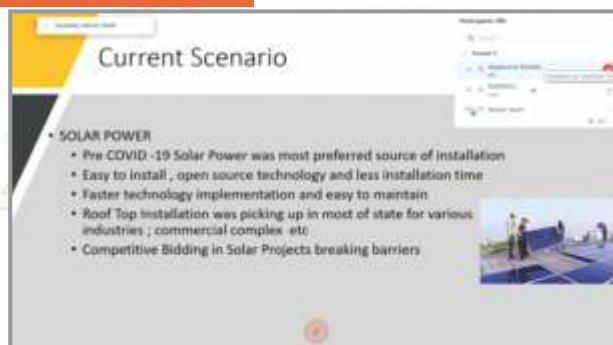 Current Scenario
• SOLAR POWER
• Pre COVID -19 Solar Power was most preferred source of installation
• Easy to install , open source technology and less installation time
• Faster technology implementation and easy to maintain
• Roof Top Installation was picking up in most of state for various
industries ; commercial complex etc
• Competitive Bidding in Solar Projects breaking barriers